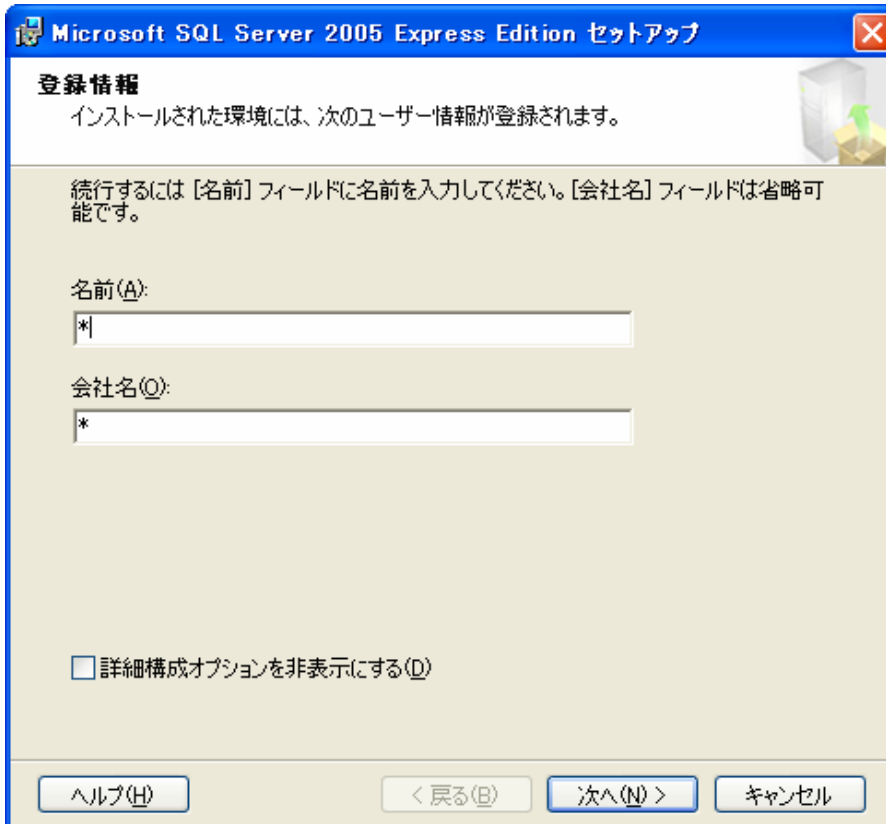 Microsoft SQL Server 2005 Express Edition セットアップ
登録情報
インストールされた環境には、次のユーザー情報が登録されます。
続行するには [名前] フィールドに名前を入力してください。[会社名] フィールドは省略可
能です。
名前(A):
*
会社名(O):
*
詳細構成オプションを非表示にする(D)
ヘルプ(H) < 戻る(B) 次へ(N) > キャンセル